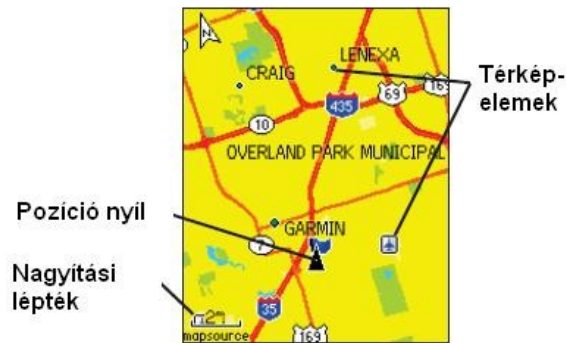 N
LENEXA
CRAIG
Térkép-
elemek
169
69
435
10
OVERLAND PARK MUNICIPAL
Pozíció nyíl
GARMIN
7
Nagyítási
lépték
35
mapsource
169